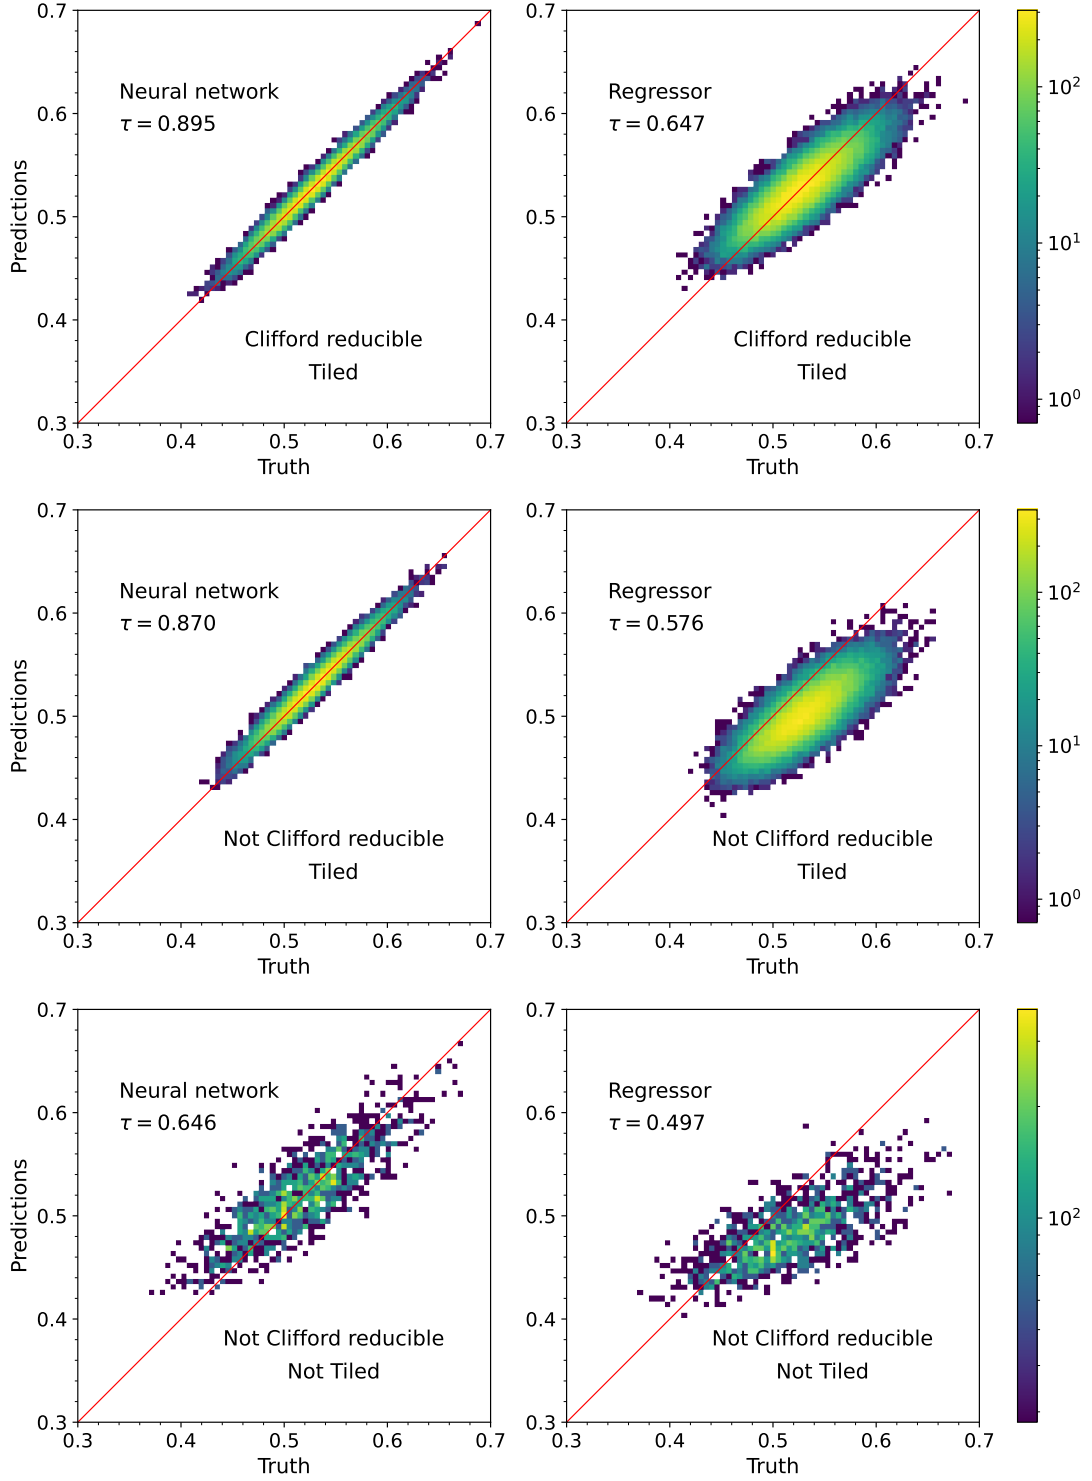 0.7
0.6
0.5
0.4
0.3
Predictions
Neural network
τ = 0.895
Clifford reducible
Tiled
0.3 0.4 0.5 0.6 0.7
Truth
0.7
0.6
0.5
0.4
0.3
Regressor
τ = 0.647
Clifford reducible
Tiled
0.3 0.4 0.5 0.6 0.7
Truth
10²
10¹
10⁰
0.7
0.6
0.5
0.4
0.3
Predictions
Neural network
τ = 0.870
Not Clifford reducible
Tiled
0.3 0.4 0.5 0.6 0.7
Truth
0.7
0.6
0.5
0.4
0.3
Regressor
τ = 0.576
Not Clifford reducible
Tiled
0.3 0.4 0.5 0.6 0.7
Truth
10²
10¹
10⁰
0.7
0.6
0.5
0.4
0.3
Predictions
Neural network
τ = 0.646
Not Clifford reducible
Not Tiled
0.3 0.4 0.5 0.6 0.7
Truth
0.7
0.6
0.5
0.4
0.3
Regressor
τ = 0.497
Not Clifford reducible
Not Tiled
0.3 0.4 0.5 0.6 0.7
Truth
10²